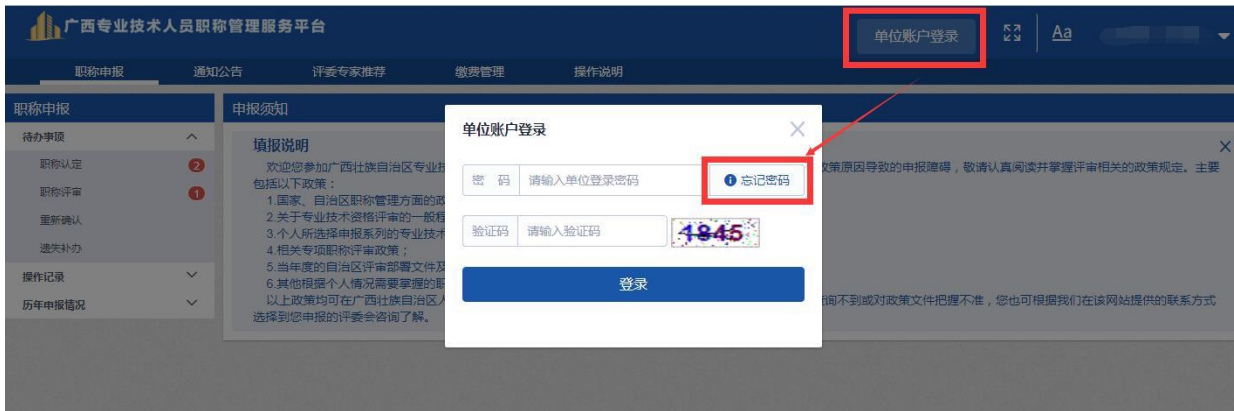 广西专业技术人员职称管理服务平台
单位账户登录
Aa
职称申报
通知公告
评委专家推荐
缴费管理
操作说明
职称申报
待办事项
职称认定
2
职称评审
1
重新确认
遗失补办
操作记录
历年申报情况
申报须知
填报说明
欢迎您参加广西壮族自治区专业技
政策原因导致的申报障碍，敬请认真阅读并掌握评审相关的政策规定。主要
包括以下政策：
1.国家、自治区职称管理方面的政
2.关于专业技术资格评审的一般程
3.个人所选择申报系列的专业技术
4.相关专项职称评审政策；
5.当年度的自治区评审部署文件及
6.其他根据个人情况需要掌握的职
以上政策均可在广西壮族自治区人
询不到或对政策文件把握不准，您也可根据我们在该网站提供的联系方式
选择到您申报的评委会咨询了解。
单位账户登录
密 码
请输入单位登录密码
忘记密码
验证码
请输入验证码
1845
登录